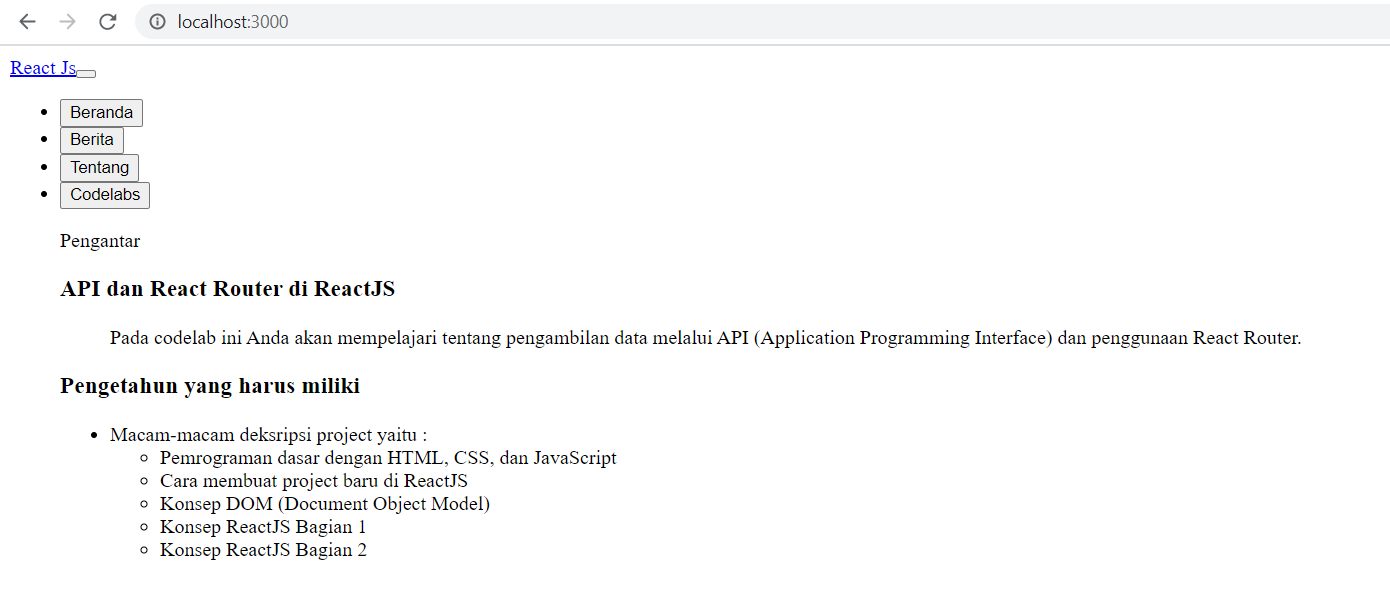 localhost:3000
React Js
Beranda
Berita
Tentang
Codelabs
Pengantar
API dan React Router di ReactJS
Pada codelab ini Anda akan mempelajari tentang pengambilan data melalui API (Application Programming Interface) dan penggunaan React Router.
Pengetahun yang harus miliki
Macam-macam deksripsi project yaitu :
Pemrograman dasar dengan HTML, CSS, dan JavaScript
Cara membuat project baru di ReactJS
Konsep DOM (Document Object Model)
Konsep ReactJS Bagian 1
Konsep ReactJS Bagian 2